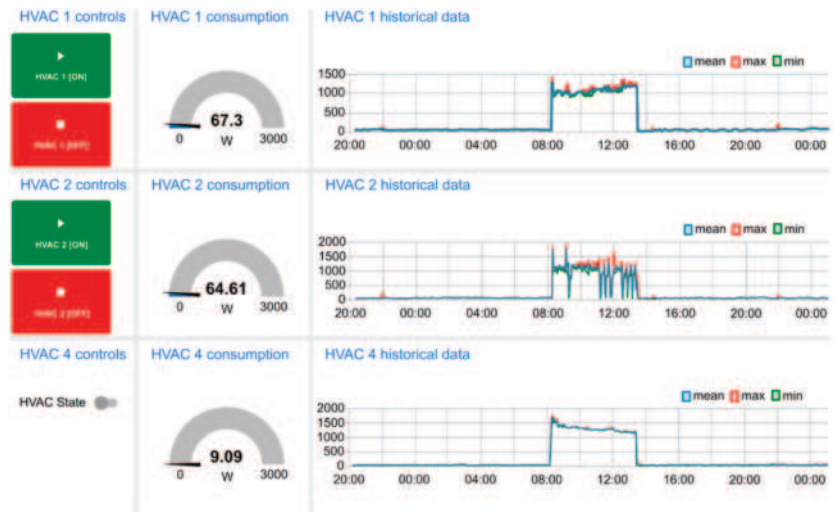 HVAC 1 controls HVAC 1 consumption HVAC 1 historical data
HVAC 1 [ON]
HVAC 1 [OFF]
67.3
W
0 3000
mean max min
1500
1000
500
0
20:00 00:00 04:00 08:00 12:00 16:00 20:00 00:00
HVAC 2 controls HVAC 2 consumption HVAC 2 historical data
HVAC 2 [ON]
HVAC 2 [OFF]
64.61
W
0 3000
mean max min
2000
1500
1000
500
0
20:00 00:00 04:00 08:00 12:00 16:00 20:00 00:00
HVAC 4 controls HVAC 4 consumption HVAC 4 historical data
HVAC State
9.09
W
0 3000
mean max min
2000
1500
1000
500
0
20:00 00:00 04:00 08:00 12:00 16:00 20:00 00:00